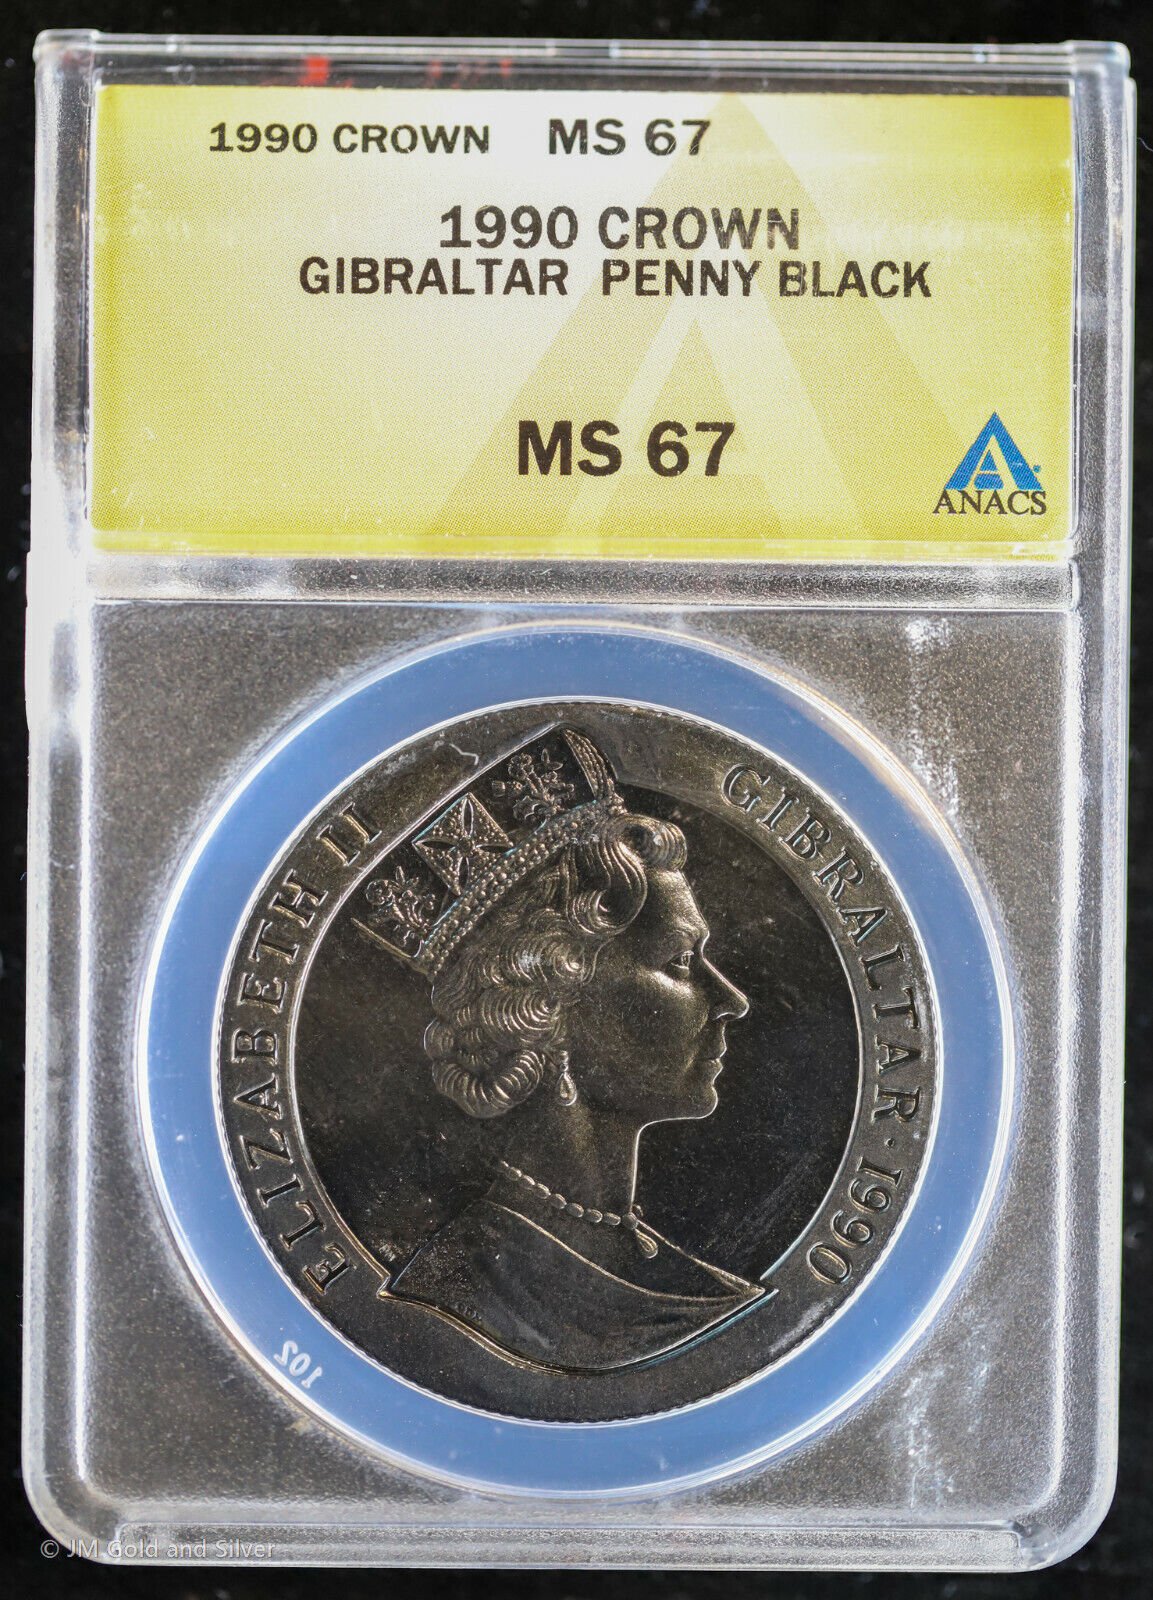 1990 CROWN MS 67
1990 CROWN
GIBRALTAR PENNY BLACK
MS 67
ANACS
ELIZABETH II
GIBRALTAR · 1990
102
© JM Gold and Silver